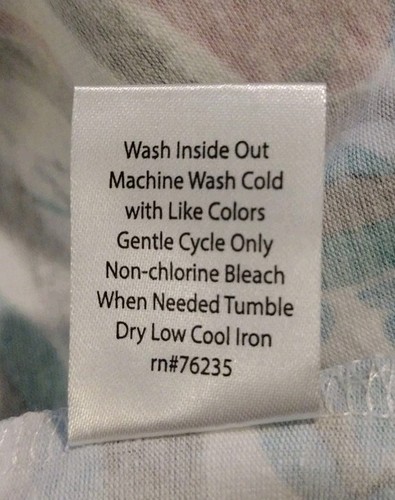 Wash Inside Out
Machine Wash Cold
with Like Colors
Gentle Cycle Only
Non-chlorine Bleach
When Needed Tumble
Dry Low Cool Iron
rn#76235